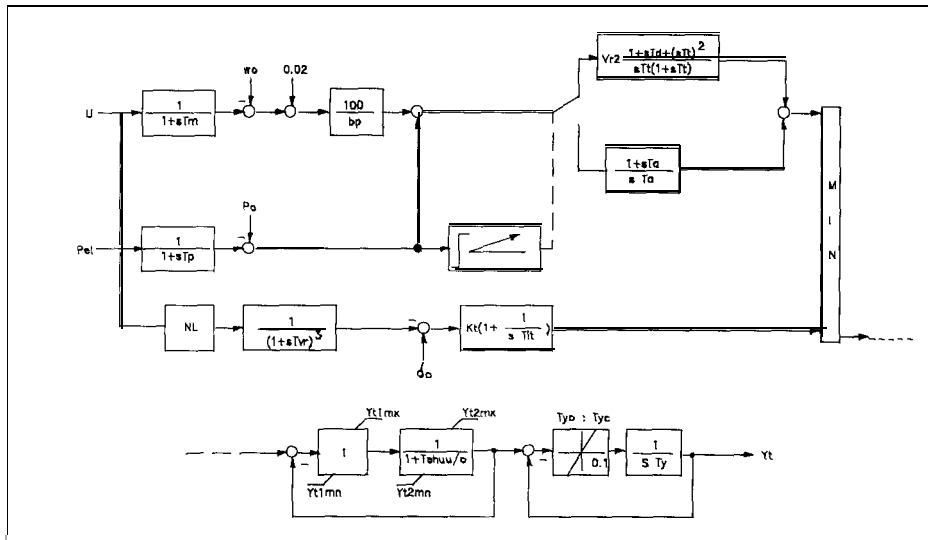 wo
0.02
U
1
1+sTm
-
100
bp
Vr2 1+sTd+(sTt)²
sTt(1+sTt)
1+sTa
s Ta
Po
Pel
1
1+sTp
-
M
I
N
NL
1
(1+sTvr)³
-
Kt(1+ 1 )
s Tit
Yt1mx
Yt2mx
Tyo : Tyc
1
1
1+Tshuu/o
-
-
0.1
1
S Ty
Yt
Yt1mn
Yt2mn